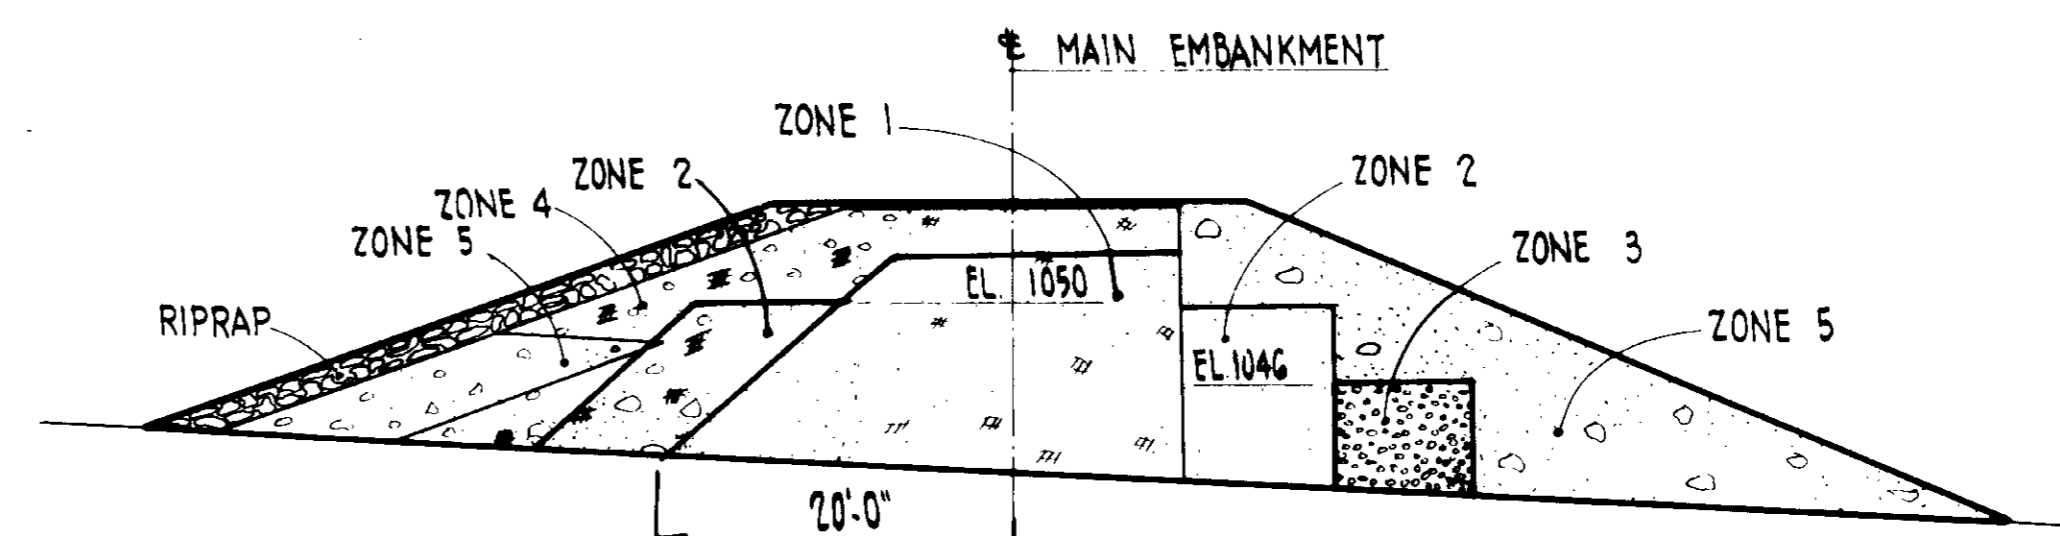 ℄ MAIN EMBANKMENT
ZONE 1
ZONE 2
ZONE 2
ZONE 4
ZONE 5
ZONE 3
EL. 1050
RIPRAP
ZONE 5
EL. 1046
20'-0"